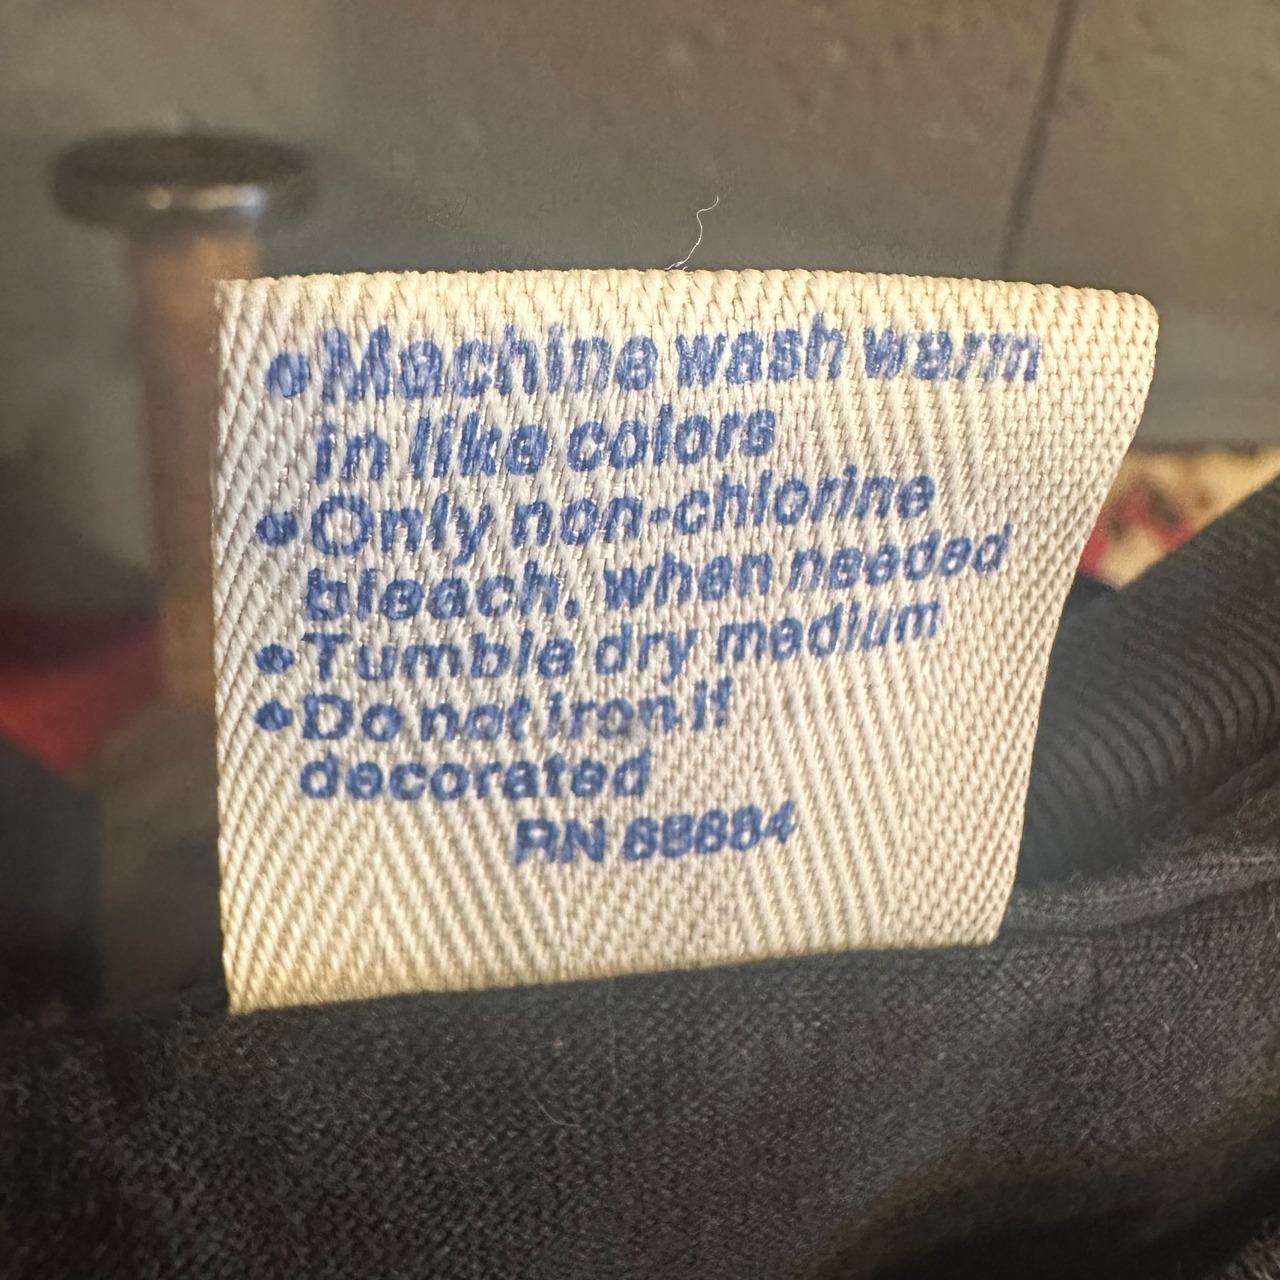 •Machine wash warm
in like colors
•Only non-chlorine
bleach, when needed
•Tumble dry medium
•Do not iron if
decorated
RN